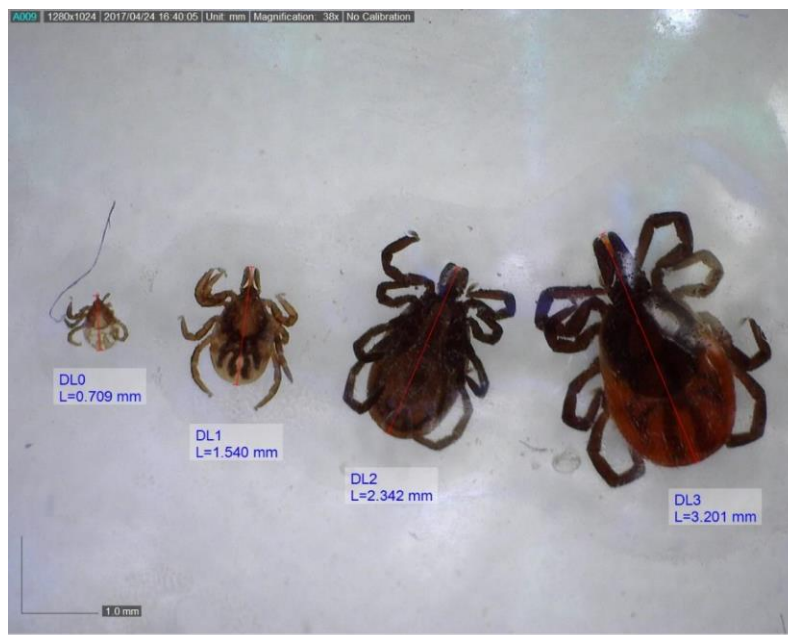 A009 1280x1024 2017/04/24 16:40:05 Unit: mm Magnification: 38x No Calibration
DL0
L=0.709 mm
DL1
L=1.540 mm
DL2
L=2.342 mm
DL3
L=3.201 mm
1.0 mm